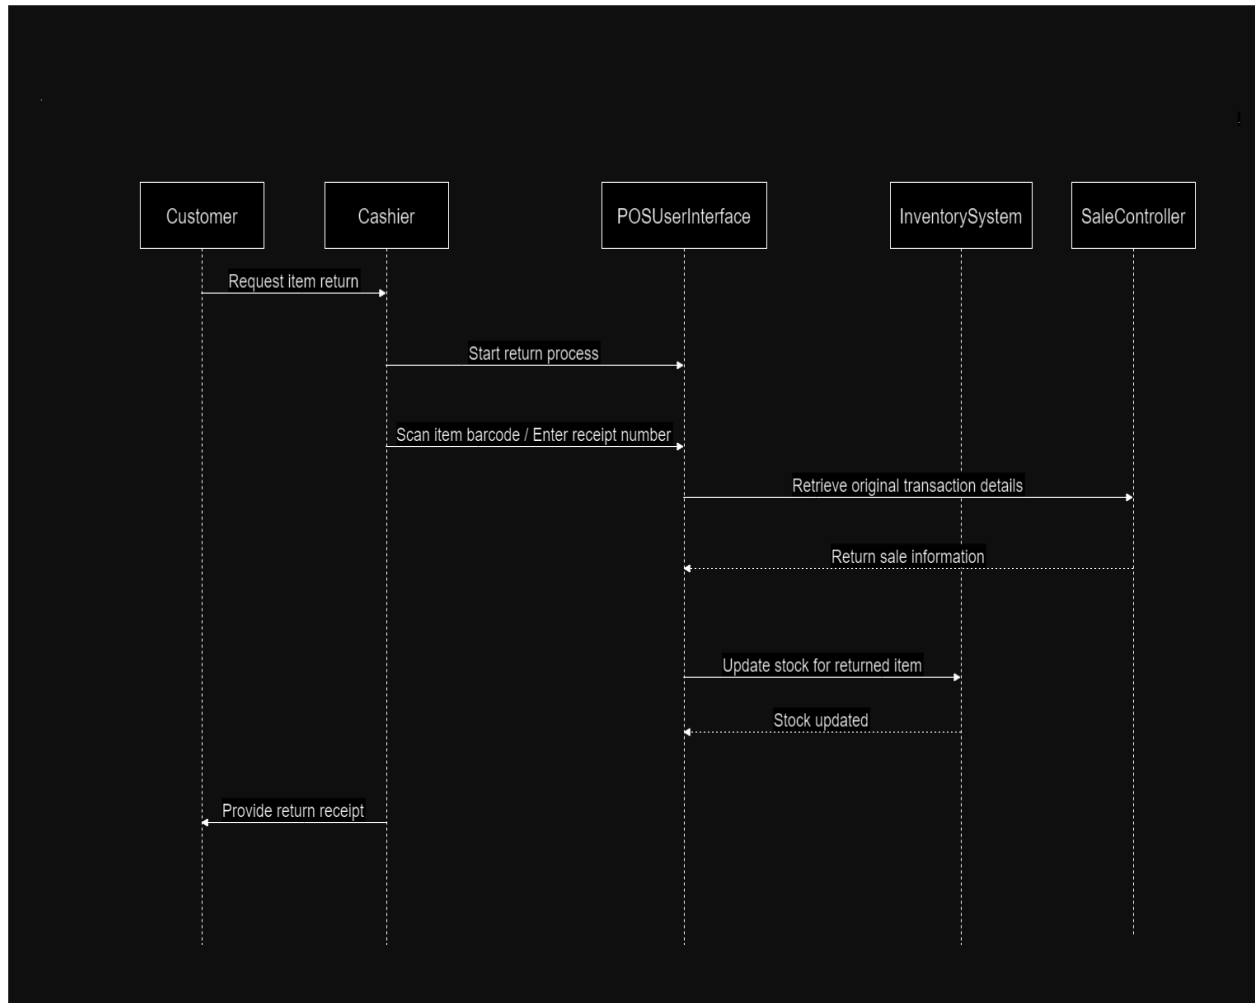 Customer
Cashier
POSUserInterface
InventorySystem
SaleController
Request item return
Start return process
Scan item barcode / Enter receipt number
Retrieve original transaction details
Return sale information
Update stock for returned item
Stock updated
Provide return receipt